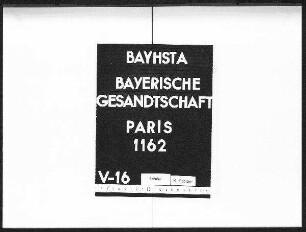 BAYHSTA
BAYERISCHE
GESANDTSCHAFT
PARIS
1162
V-16